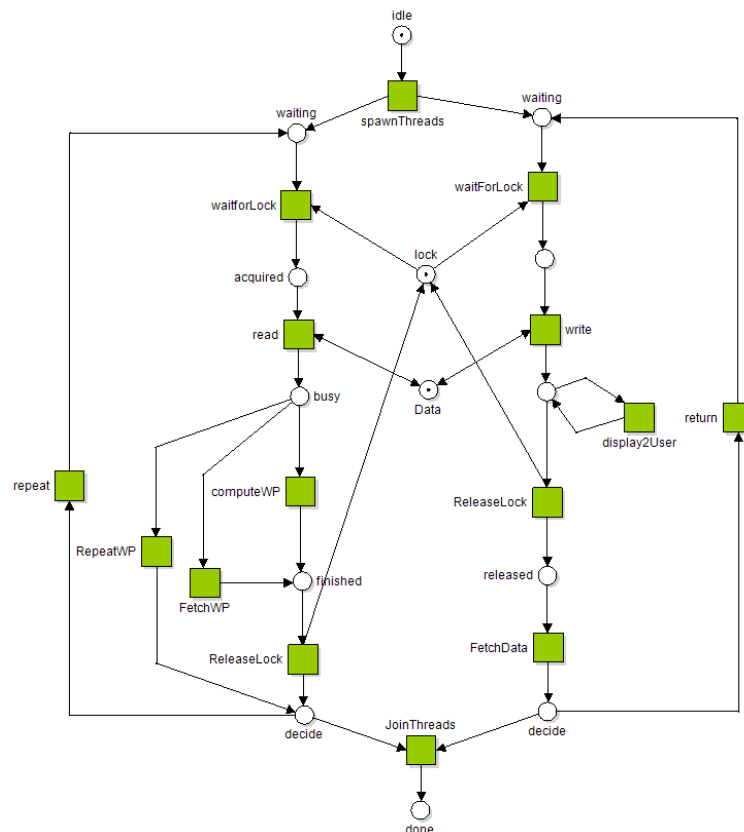 idle
spawnThreads
waiting
waiting
waitforLock
waitForLock
lock
acquired
read
write
busy
Data
display2User
return
repeat
computeWP
ReleaseLock
RepeatWP
FetchWP
finished
released
ReleaseLock
FetchData
decide
JoinThreads
decide
done